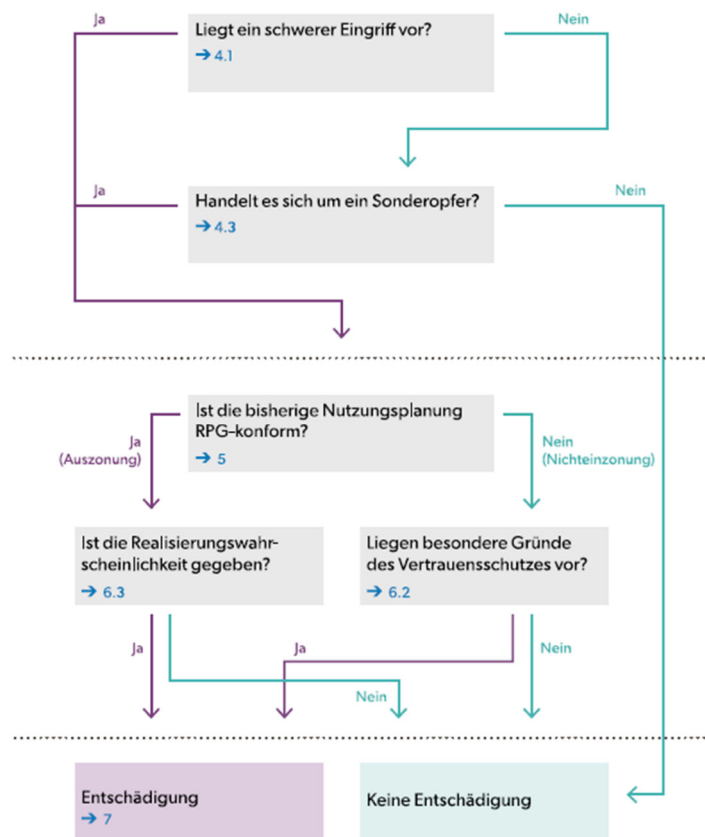 Ja
Liegt ein schwerer Eingriff vor?
Nein
→ 4.1
Ja
Handelt es sich um ein Sonderopfer?
Nein
→ 4.3
Ist die bisherige Nutzungsplanung
RPG-konform?
→ 5
Ja
(Auszonung)
Nein
(Nichteinzonung)
Ist die Realisierungswahr-
scheinlichkeit gegeben?
→ 6.3
Liegen besondere Gründe
des Vertrauensschutzes vor?
→ 6.2
Ja
Ja
Nein
Nein
Entschädigung
→ 7
Keine Entschädigung